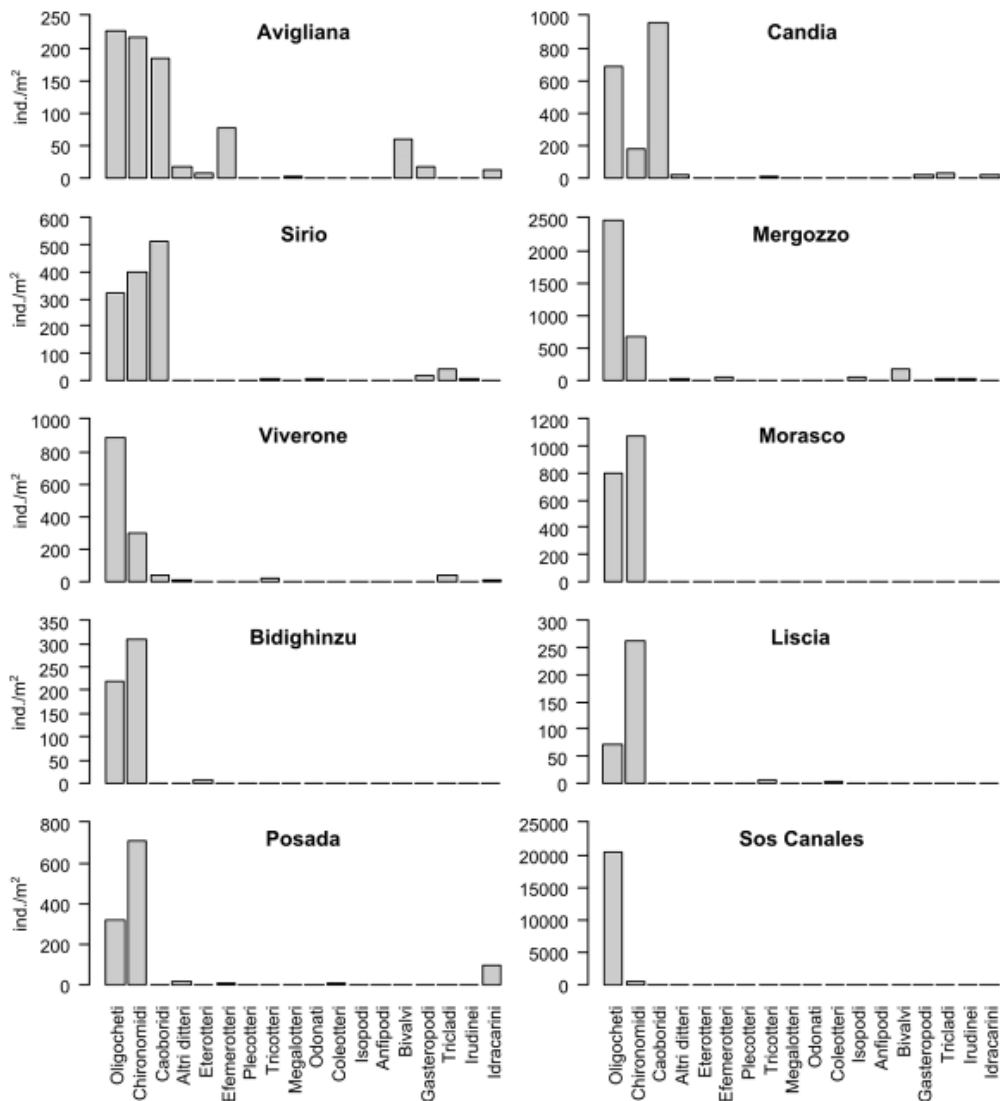 Avigliana
ind./m²
250
200
150
100
50
0
Candia
1000
800
600
400
200
0
Sirio
ind./m²
600
500
400
300
200
100
0
Mergozzo
2500
2000
1500
1000
500
0
Viverone
ind./m²
1000
800
600
400
200
0
Morasco
1200
1000
800
600
400
200
0
Bidighinzu
ind./m²
350
300
250
200
150
100
50
0
Liscia
300
250
200
150
100
50
0
Posada
ind./m²
800
600
400
200
0
Sos Canales
25000
20000
15000
10000
5000
0
Oligocheti
Chironomidi
Caoboridi
Altri ditteri
Eterotteri
Efemerotteri
Plecotteri
Tricotteri
Megalotteri
Odonati
Coleotteri
Isopodi
Anfipodi
Bivalvi
Gasteropodi
Tricladi
Irudinei
Idracarini
Oligocheti
Chironomidi
Caoboridi
Altri ditteri
Eterotteri
Efemerotteri
Plecotteri
Tricotteri
Megalotteri
Odonati
Coleotteri
Isopodi
Anfipodi
Bivalvi
Gasteropodi
Tricladi
Irudinei
Idracarini